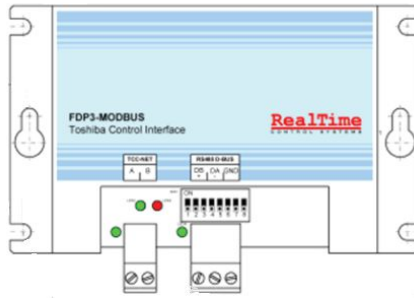 FDP3-MODBUS
Toshiba Control Interface
RealTime
CONTROL SYSTEMS
TCC-NET
A B
RS485 D-BUS
DB DA GND
+ -
ON
1 2 3 4 5 6 7 8